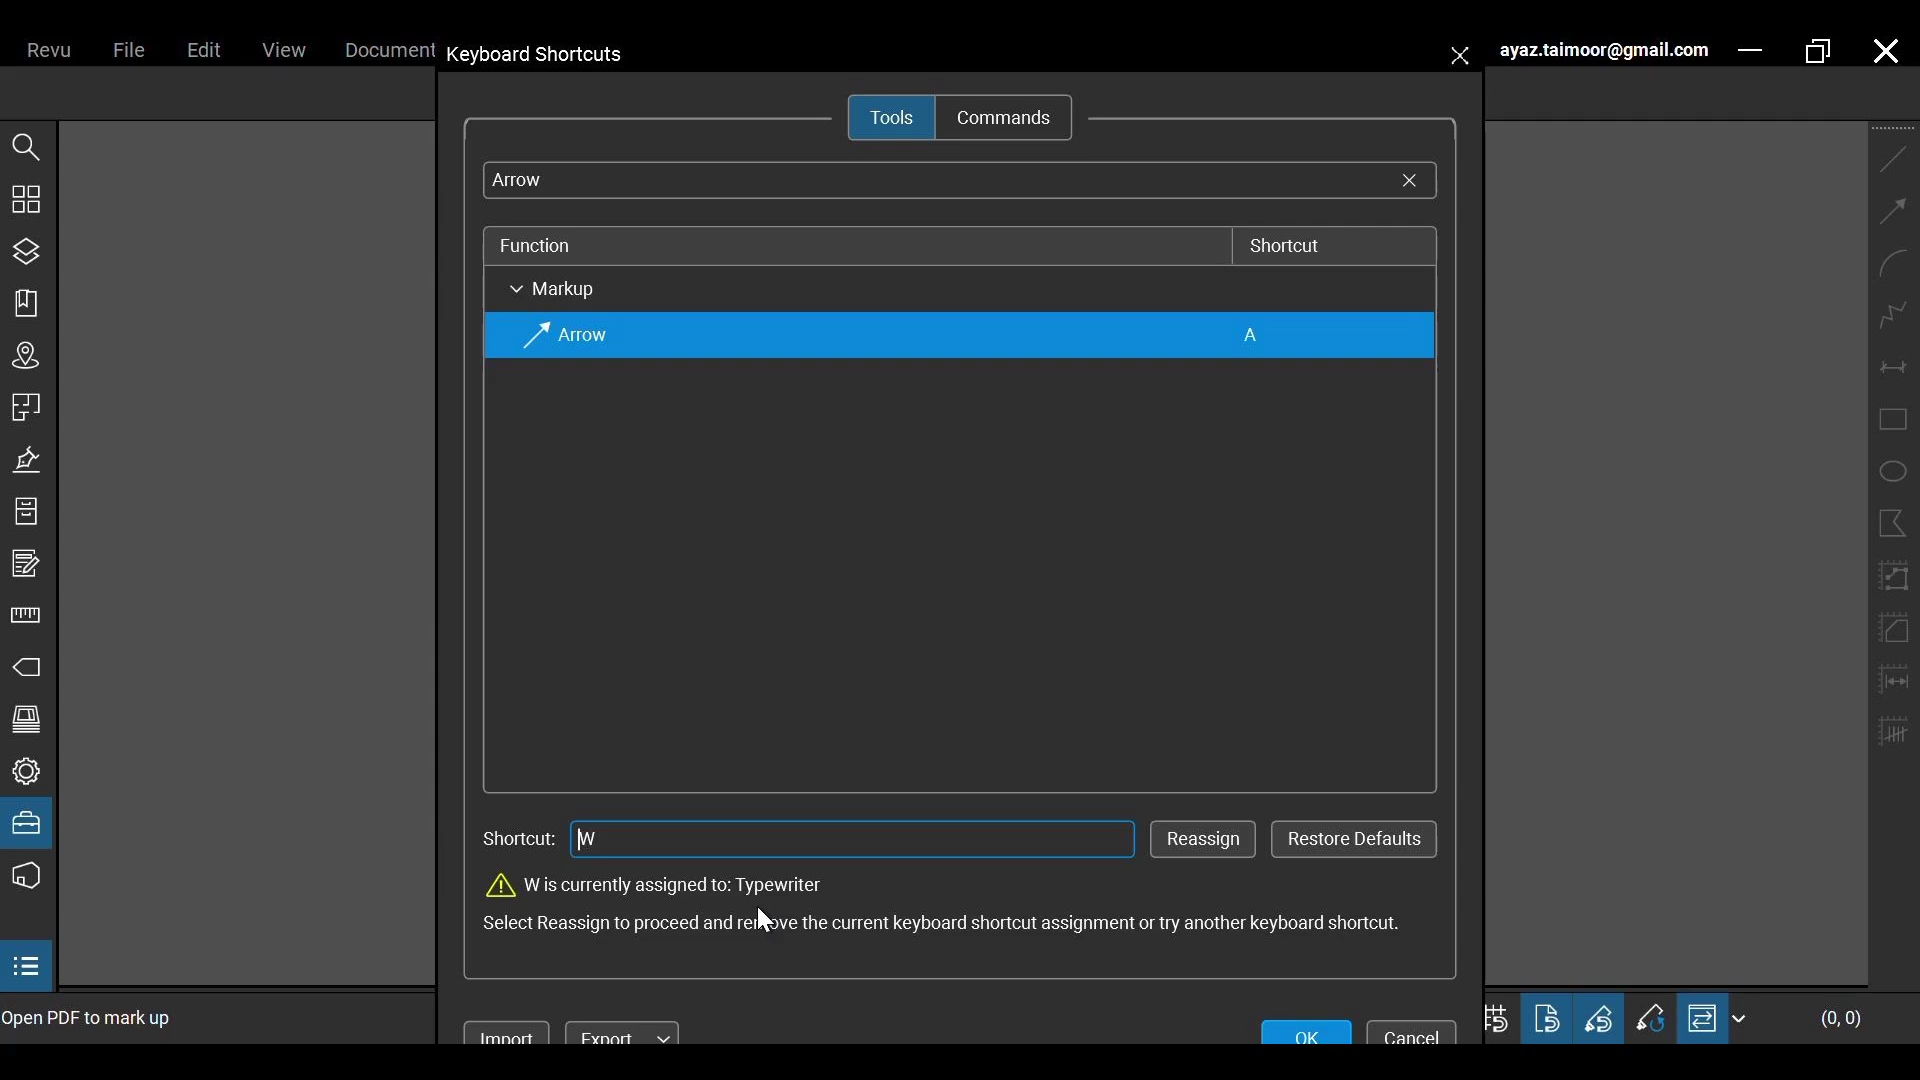 Revu File Edit View Document Keyboard Shortcuts ayaz.taimoor@gmail.com
Tools Commands
Arrow
Function Shortcut
Markup
Arrow A
Shortcut: W Reassign Restore Defaults
W is currently assigned to: Typewriter
Select Reassign to proceed and remove the current keyboard shortcut assignment or try another keyboard shortcut.
Open PDF to mark up Import Export OK Cancel (0, 0)